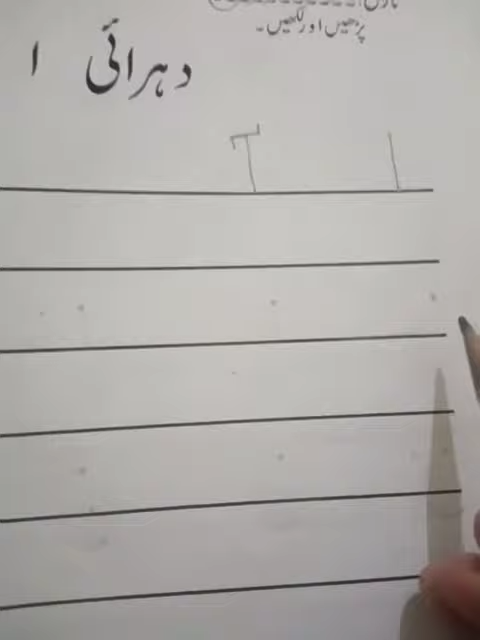 پڑھیں اور لکھیں۔
دہرائی ا
ا آ